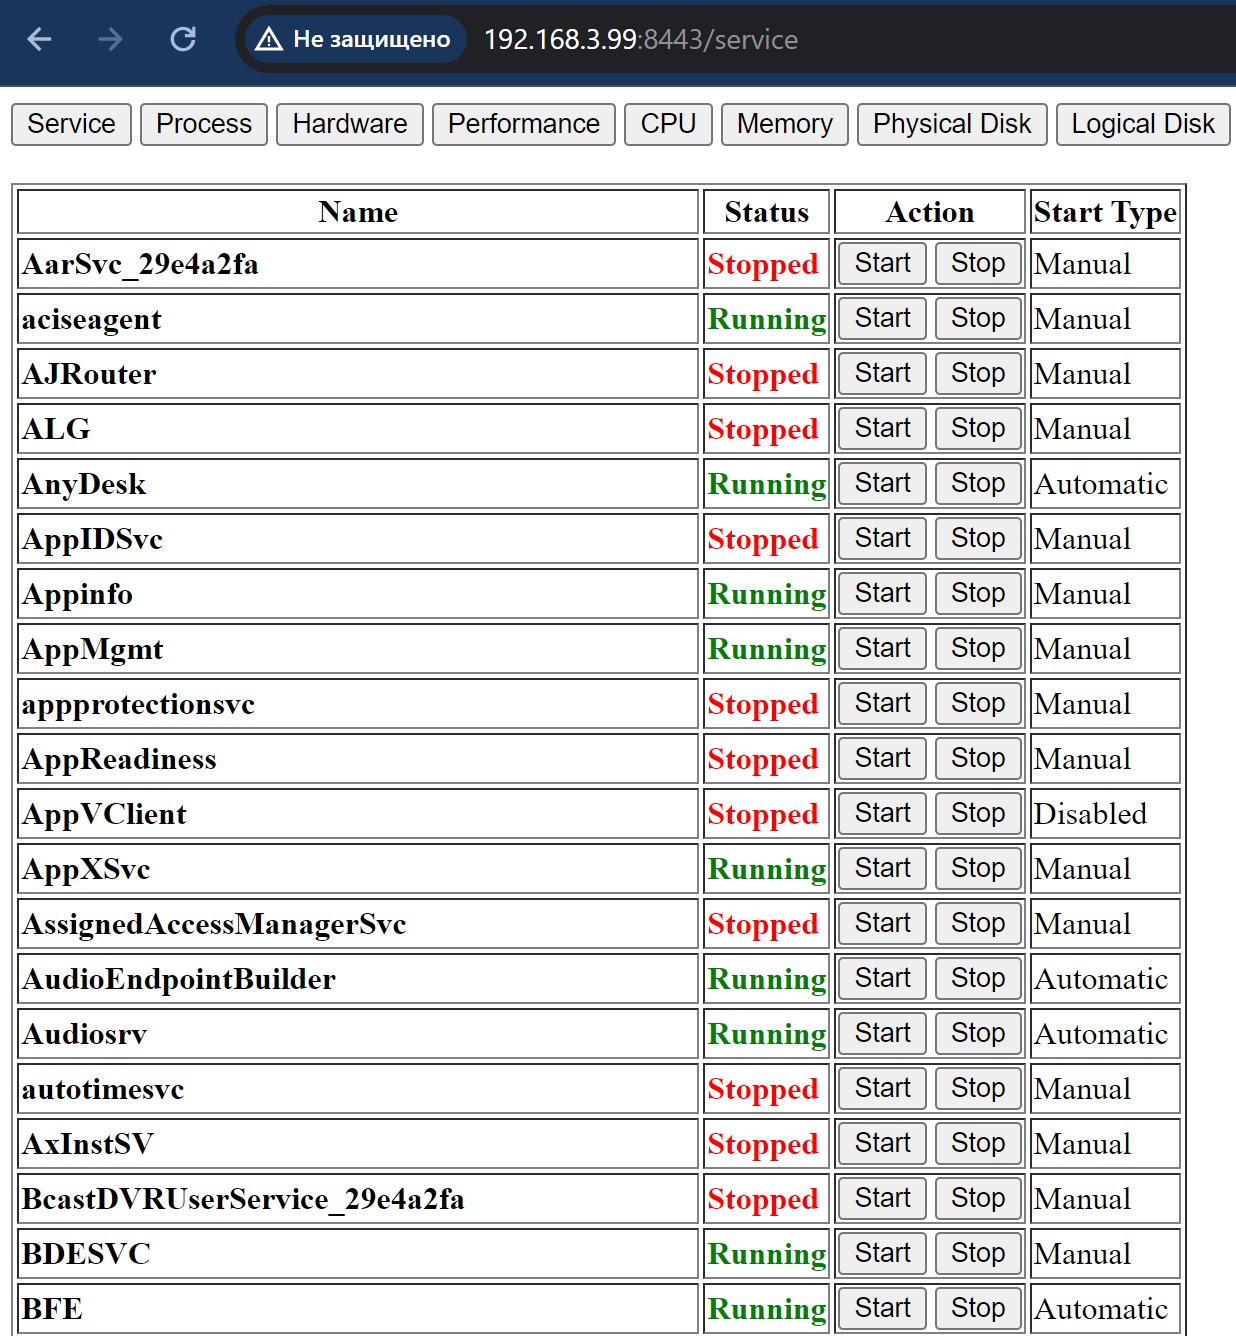 Не защищено 192.168.3.99:8443/service
Service Process Hardware Performance CPU Memory Physical Disk Logical Disk
Name Status Action Start Type
AarSvc_29e4a2fa Stopped Start Stop Manual
aciseagent Running Start Stop Manual
AJRouter Stopped Start Stop Manual
ALG Stopped Start Stop Manual
AnyDesk Running Start Stop Automatic
AppIDSvc Stopped Start Stop Manual
Appinfo Running Start Stop Manual
AppMgmt Running Start Stop Manual
appprotectionsvc Stopped Start Stop Manual
AppReadiness Stopped Start Stop Manual
AppVClient Stopped Start Stop Disabled
AppXSvc Running Start Stop Manual
AssignedAccessManagerSvc Stopped Start Stop Manual
AudioEndpointBuilder Running Start Stop Automatic
Audiosrv Running Start Stop Automatic
autotimesvc Stopped Start Stop Manual
AxInstSV Stopped Start Stop Manual
BcastDVRUserService_29e4a2fa Stopped Start Stop Manual
BDESVC Running Start Stop Manual
BFE Running Start Stop Automatic